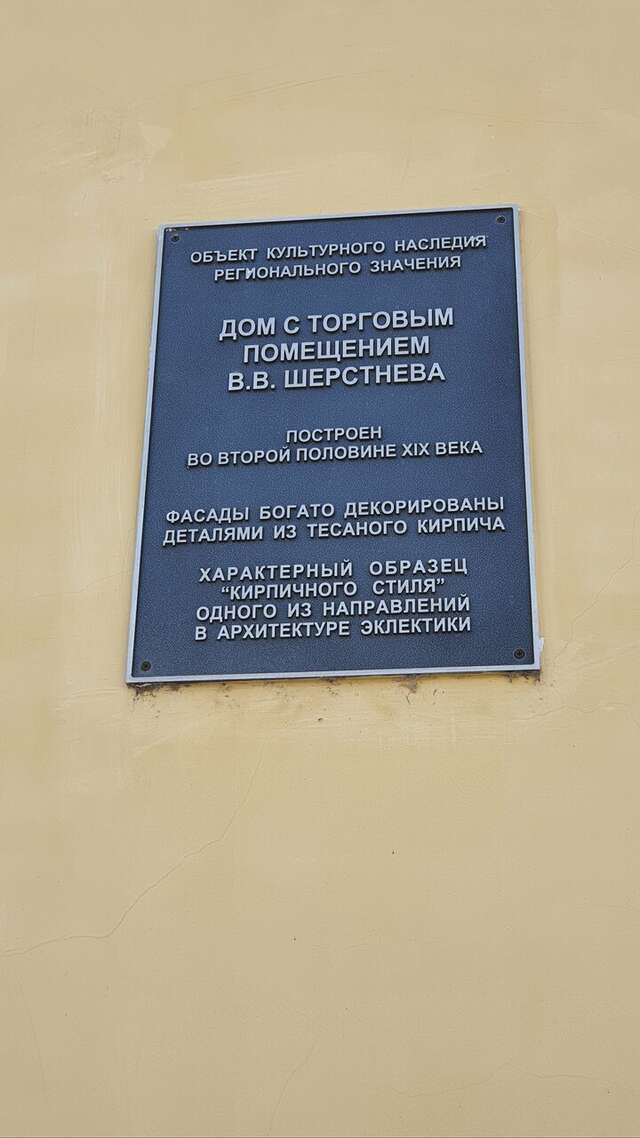 ОБЪЕКТ КУЛЬТУРНОГО НАСЛЕДИЯ
РЕГИОНАЛЬНОГО ЗНАЧЕНИЯ
ДОМ С ТОРГОВЫМ
ПОМЕЩЕНИЕМ
В.В. ШЕРСТНЕВА
ПОСТРОЕН
ВО ВТОРОЙ ПОЛОВИНЕ XIX ВЕКА
ФАСАДЫ БОГАТО ДЕКОРИРОВАНЫ
ДЕТАЛЯМИ ИЗ ТЕСАНОГО КИРПИЧА
ХАРАКТЕРНЫЙ ОБРАЗЕЦ
"КИРПИЧНОГО СТИЛЯ"
ОДНОГО ИЗ НАПРАВЛЕНИЙ
В АРХИТЕКТУРЕ ЭКЛЕКТИКИ